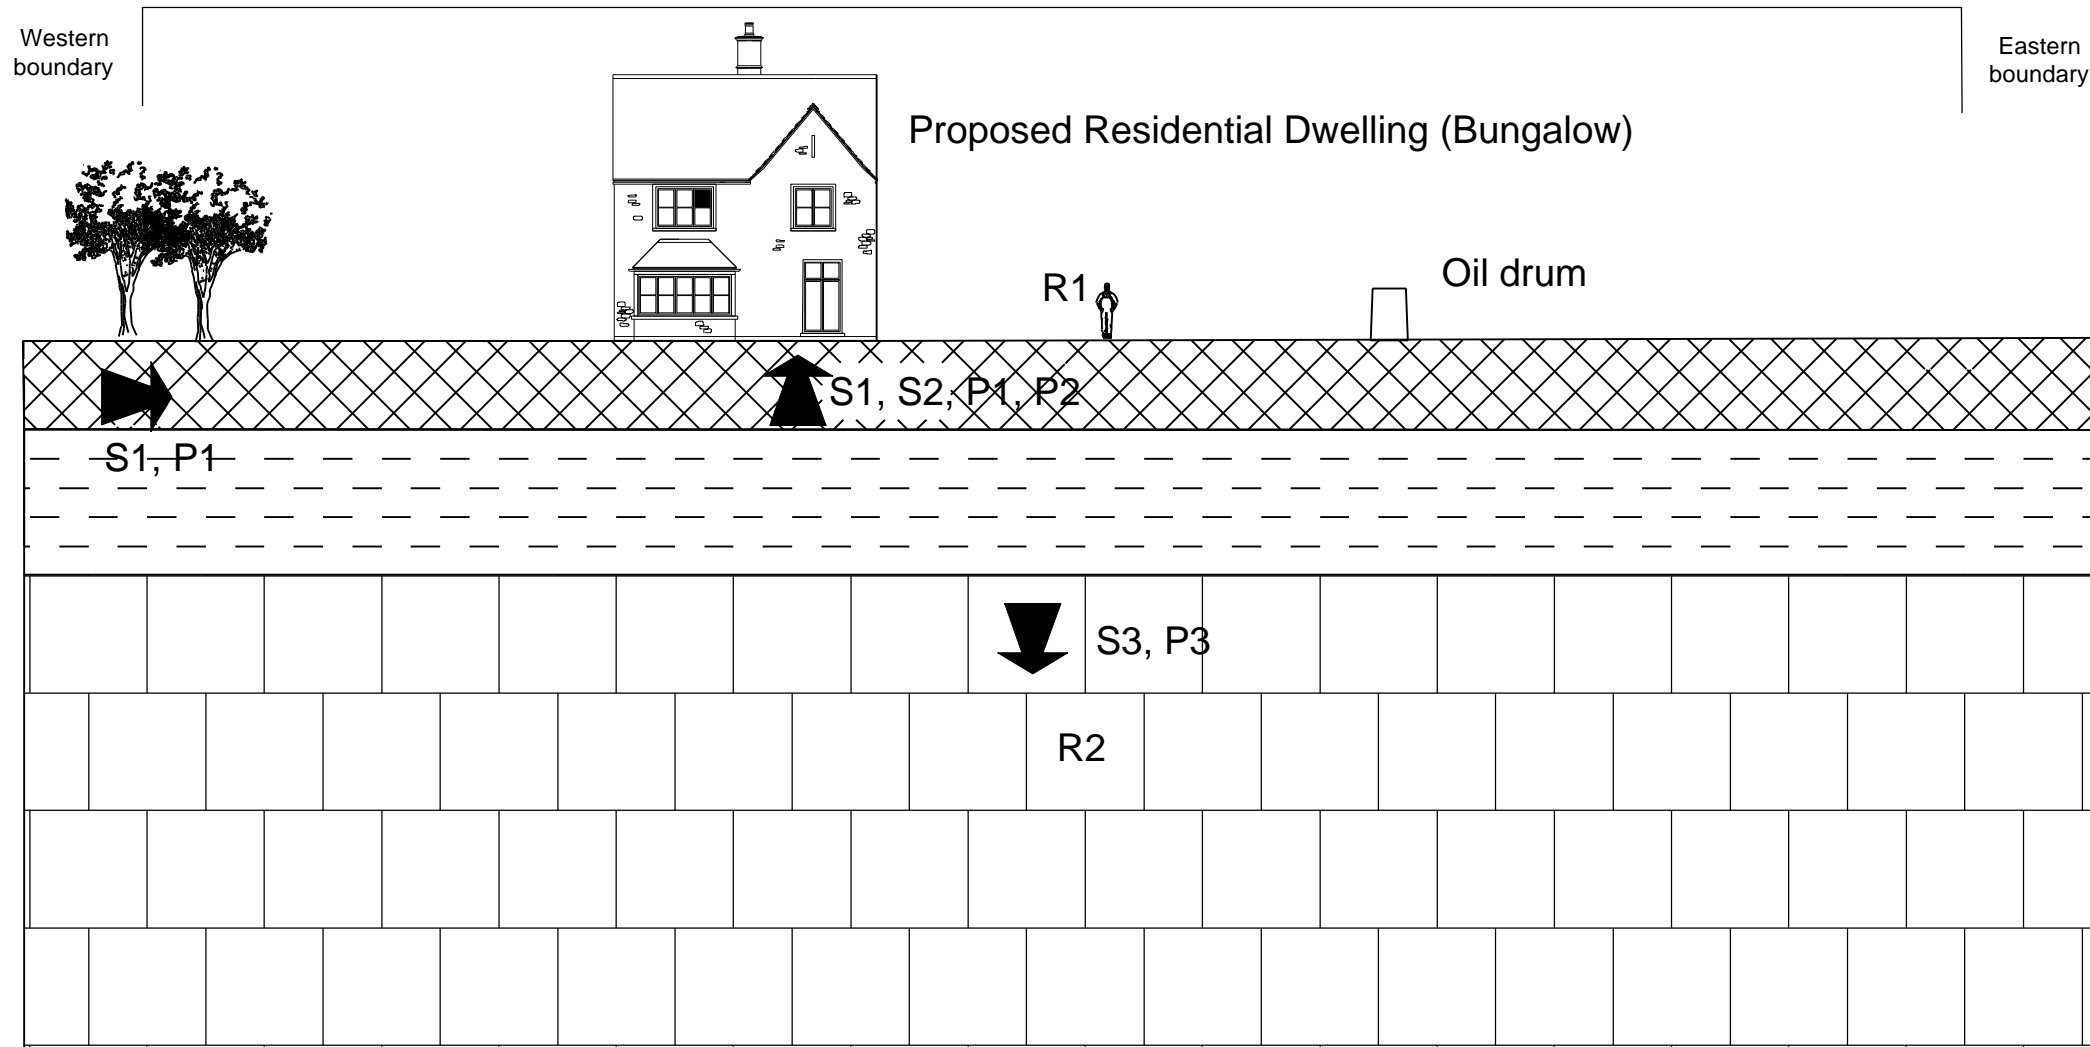 Western
boundary
Eastern
boundary
Proposed Residential Dwelling (Bungalow)
Oil drum
R1
S1, S2, P1, P2
S1, P1
S3, P3
R2